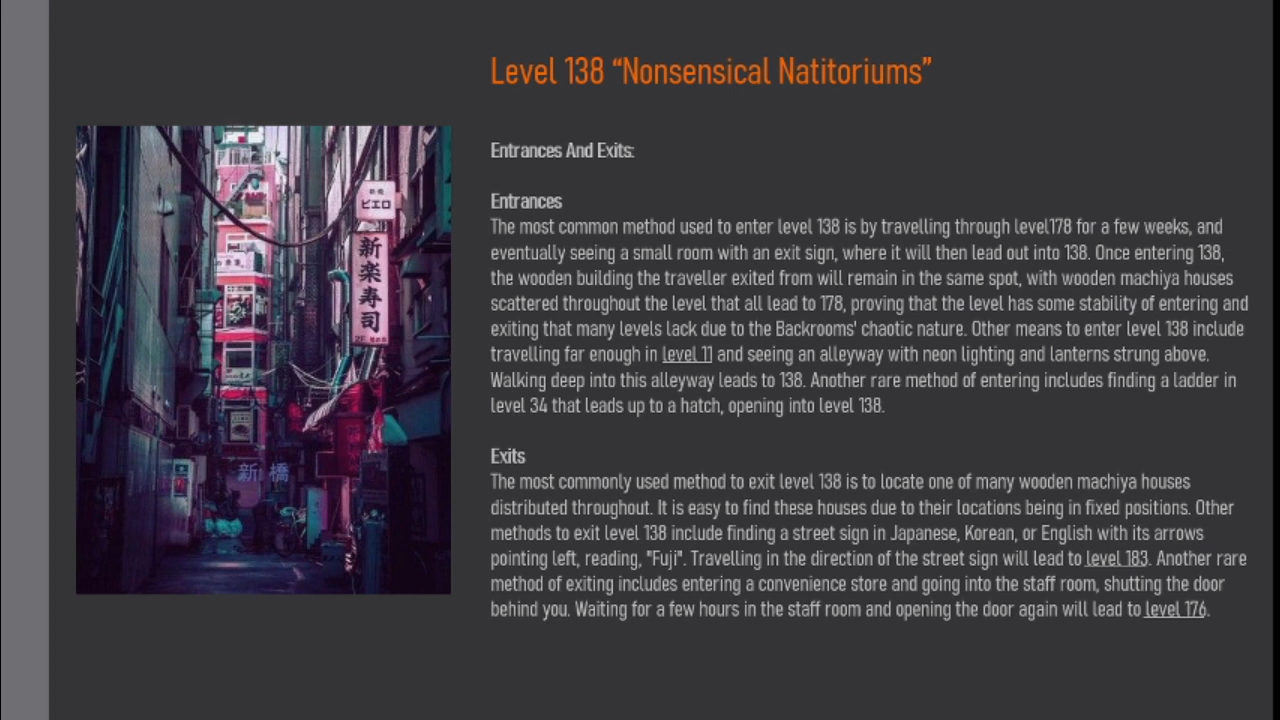 Level 138 “Nonsensical Natitoriums”
Entrances And Exits:
Entrances
The most common method used to enter level 138 is by travelling through level178 for a few weeks, and
eventually seeing a small room with an exit sign, where it will then lead out into 138. Once entering 138,
the wooden building the traveller exited from will remain in the same spot, with wooden machiya houses
scattered throughout the level that all lead to 178, proving that the level has some stability of entering and
exiting that many levels lack due to the Backrooms' chaotic nature. Other means to enter level 138 include
travelling far enough in level 11 and seeing an alleyway with neon lighting and lanterns strung above.
Walking deep into this alleyway leads to 138. Another rare method of entering includes finding a ladder in
level 34 that leads up to a hatch, opening into level 138.
Exits
The most commonly used method to exit level 138 is to locate one of many wooden machiya houses
distributed throughout. It is easy to find these houses due to their locations being in fixed positions. Other
methods to exit level 138 include finding a street sign in Japanese, Korean, or English with its arrows
pointing left, reading, "Fuji". Travelling in the direction of the street sign will lead to level 183. Another rare
method of exiting includes entering a convenience store and going into the staff room, shutting the door
behind you. Waiting for a few hours in the staff room and opening the door again will lead to level 176.
ピエロ
新楽寿司
新橋